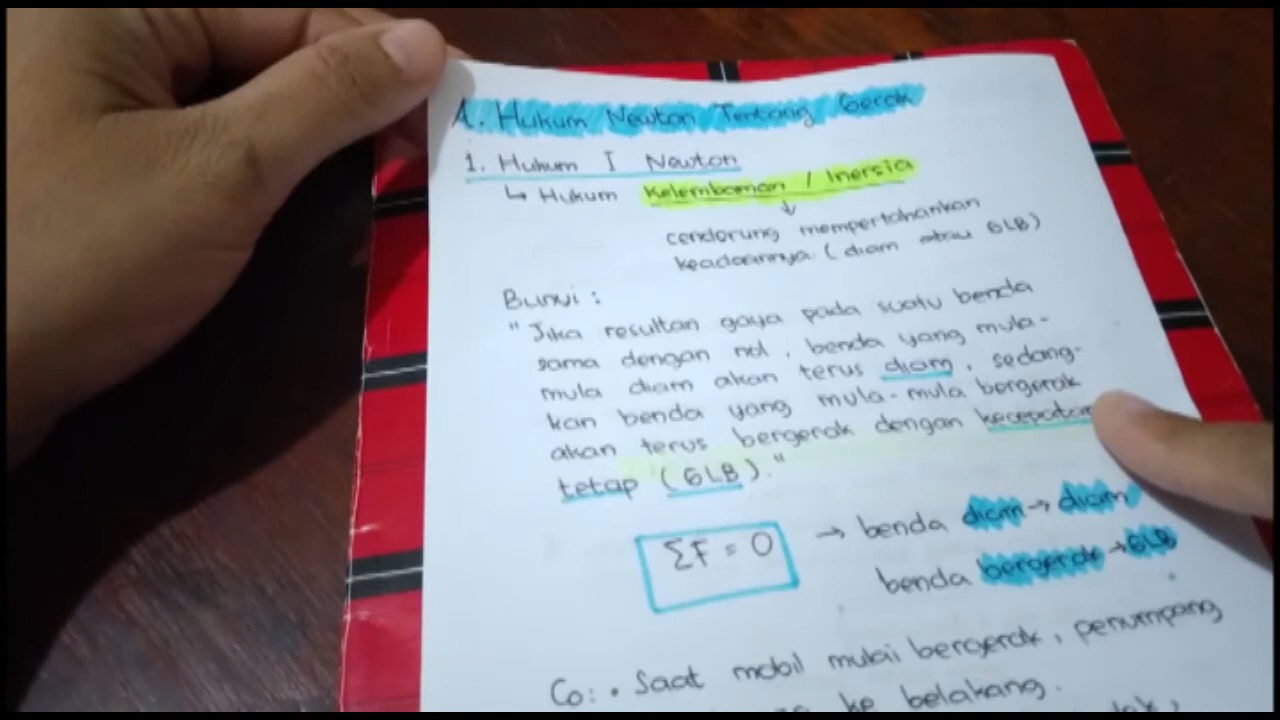 A. Hukum Newton Tentang Gerak
1. Hukum I Newton
↳ Hukum Kelembaman / Inersia
↓
cenderung mempertahankan
keadaannya (diam atau GLB)
Bunyi :
"Jika resultan gaya pada suatu benda
sama dengan nol, benda yang mula-
mula diam akan terus diam, sedang-
kan benda yang mula-mula bergerak
akan terus bergerak dengan kecepatan
tetap (GLB)."
ΣF = 0 → benda diam → diam
benda bergerak → GLB
Co: • Saat mobil mulai bergerak, penumpang
ke belakang.